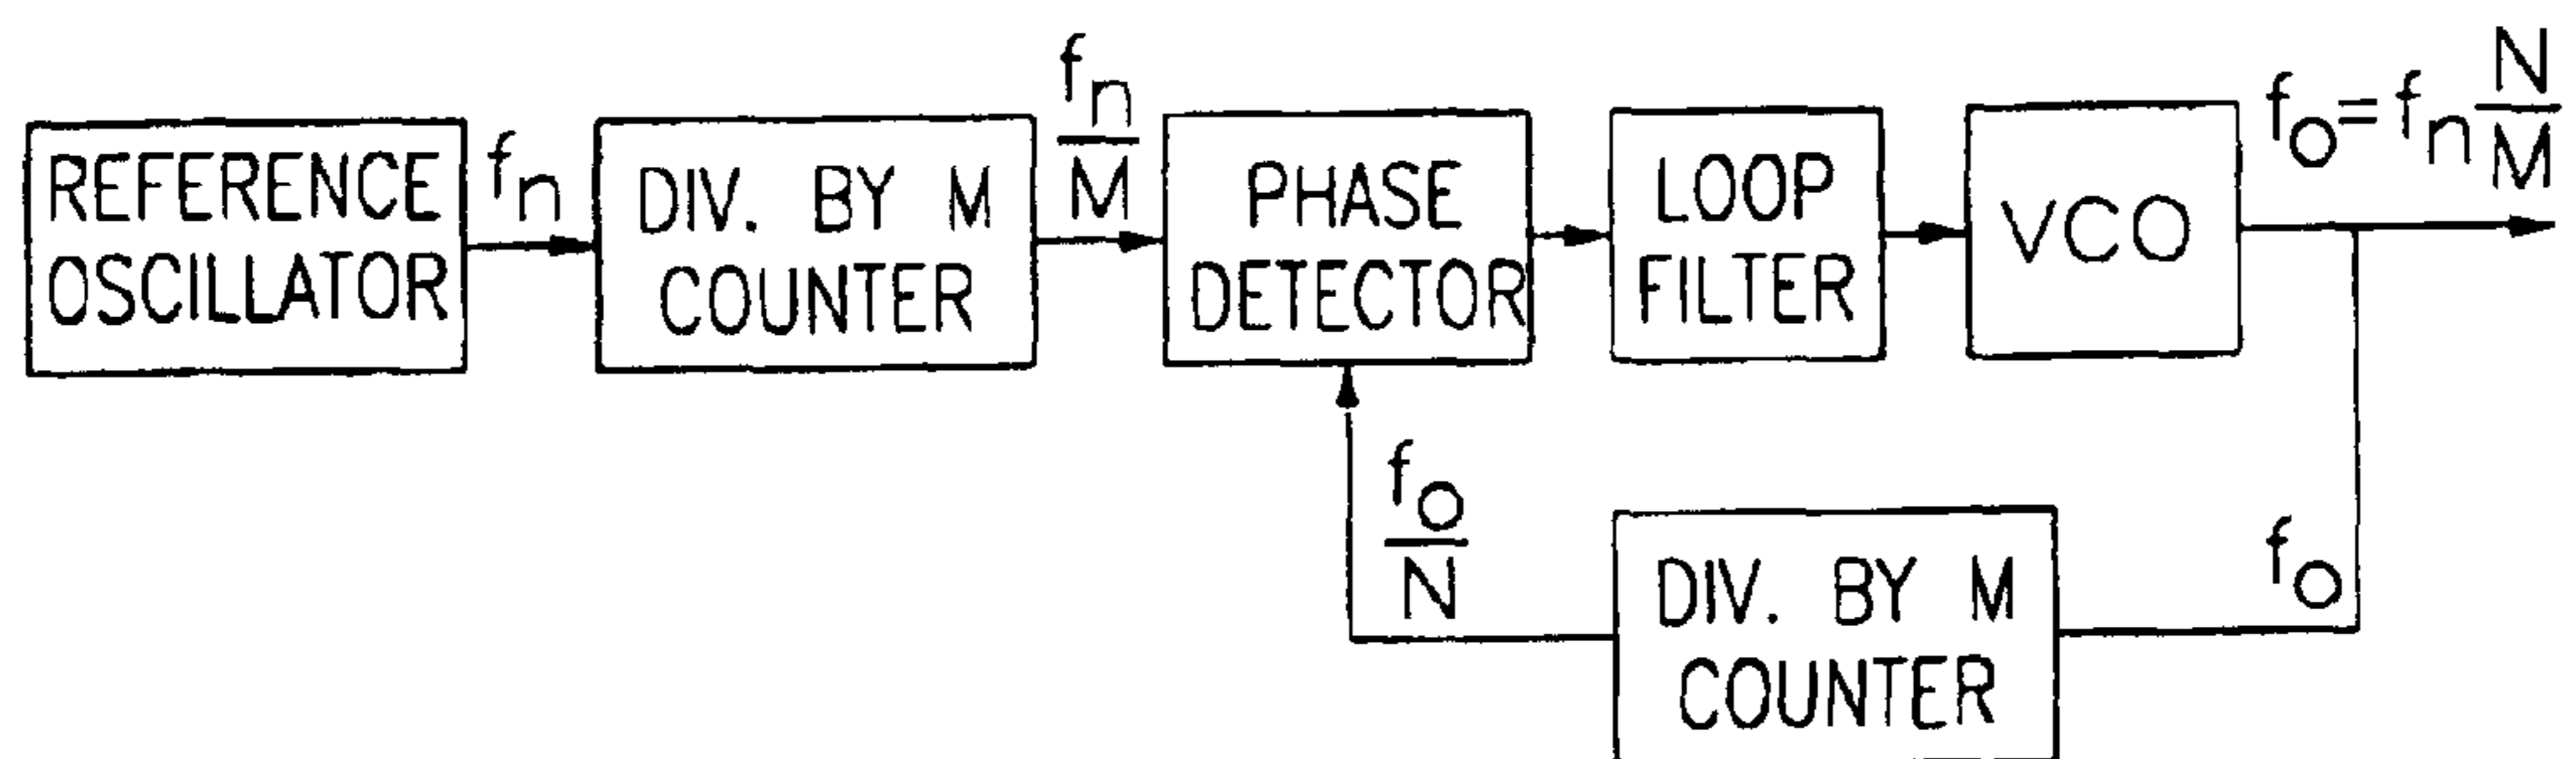 REFERENCE
OSCILLATOR
fn
DIV. BY M
COUNTER
fn
M
PHASE
DETECTOR
LOOP
FILTER
VCO
fo=fn N
M
fo
N
DIV. BY M
COUNTER
fo